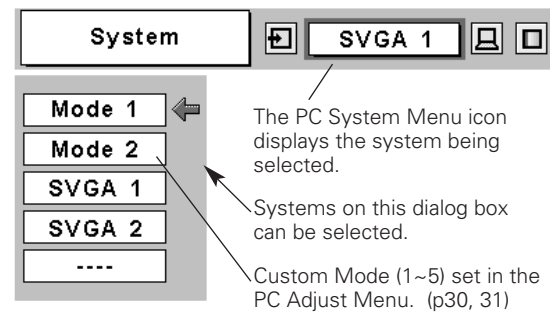 System
SVGA 1
Mode 1
Mode 2
SVGA 1
SVGA 2
----
The PC System Menu icon
displays the system being
selected.
Systems on this dialog box
can be selected.
Custom Mode (1~5) set in the
PC Adjust Menu. (p30, 31)